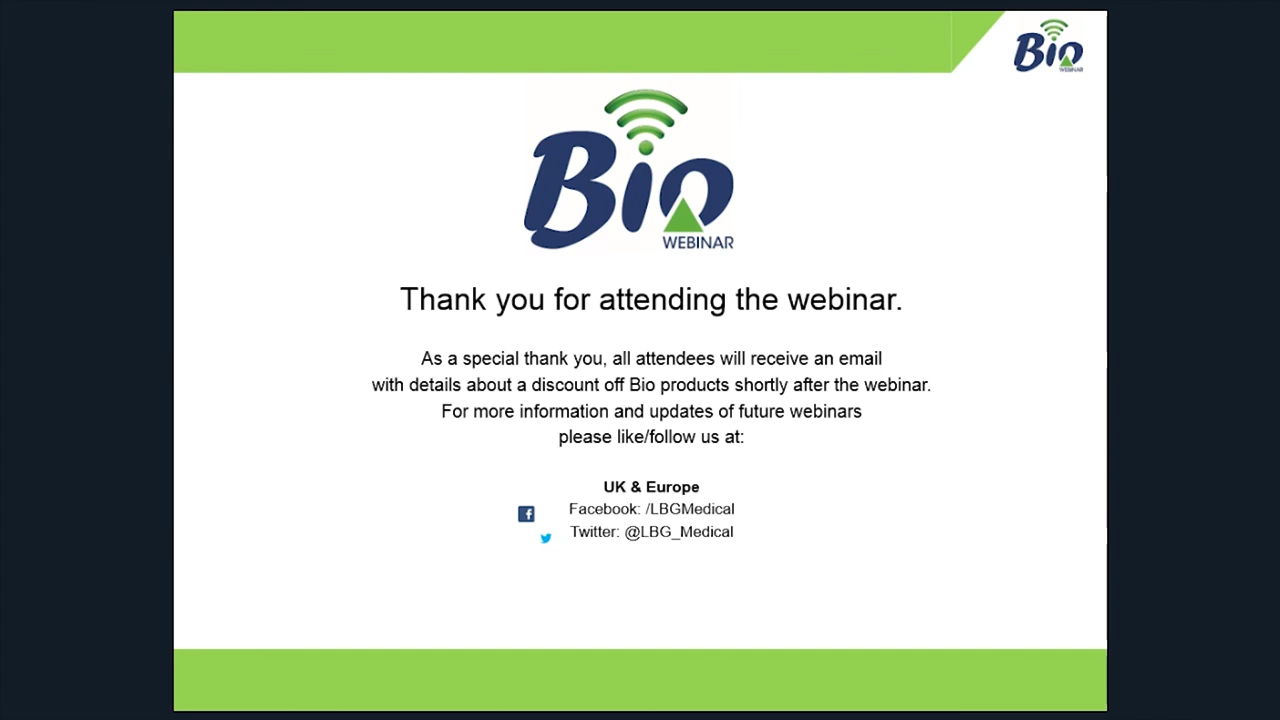 Bio
WEBINAR
Bio
WEBINAR
Thank you for attending the webinar.
As a special thank you, all attendees will receive an email
with details about a discount off Bio products shortly after the webinar.
For more information and updates of future webinars
please like/follow us at:
UK & Europe
Facebook: /LBGMedical
Twitter: @LBG_Medical